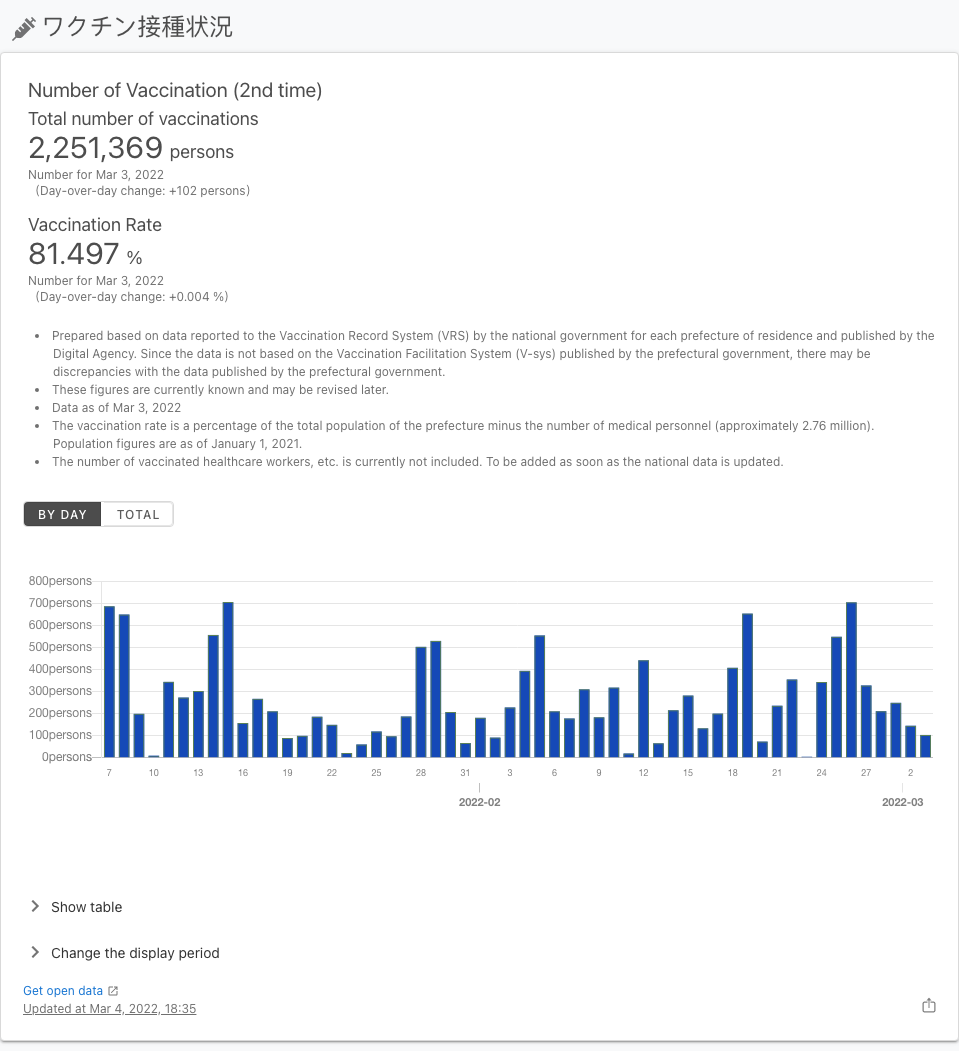 ワクチン接種状況
Number of Vaccination (2nd time)
Total number of vaccinations
2,251,369 persons
Number for Mar 3, 2022
(Day-over-day change: +102 persons)
Vaccination Rate
81.497 %
Number for Mar 3, 2022
(Day-over-day change: +0.004 %)
• Prepared based on data reported to the Vaccination Record System (VRS) by the national government for each prefecture of residence and published by the
Digital Agency. Since the data is not based on the Vaccination Facilitation System (V-sys) published by the prefectural government, there may be
discrepancies with the data published by the prefectural government.
• These figures are currently known and may be revised later.
• Data as of Mar 3, 2022
• The vaccination rate is a percentage of the total population of the prefecture minus the number of medical personnel (approximately 2.76 million).
Population figures are as of January 1, 2021.
• The number of vaccinated healthcare workers, etc. is currently not included. To be added as soon as the national data is updated.
BY DAY TOTAL
800persons
700persons
600persons
500persons
400persons
300persons
200persons
100persons
0persons
7 10 13 16 19 22 25 28 31 3 6 9 12 15 18 21 24 27 2
2022-02 2022-03
Show table
Change the display period
Get open data
Updated at Mar 4, 2022, 18:35